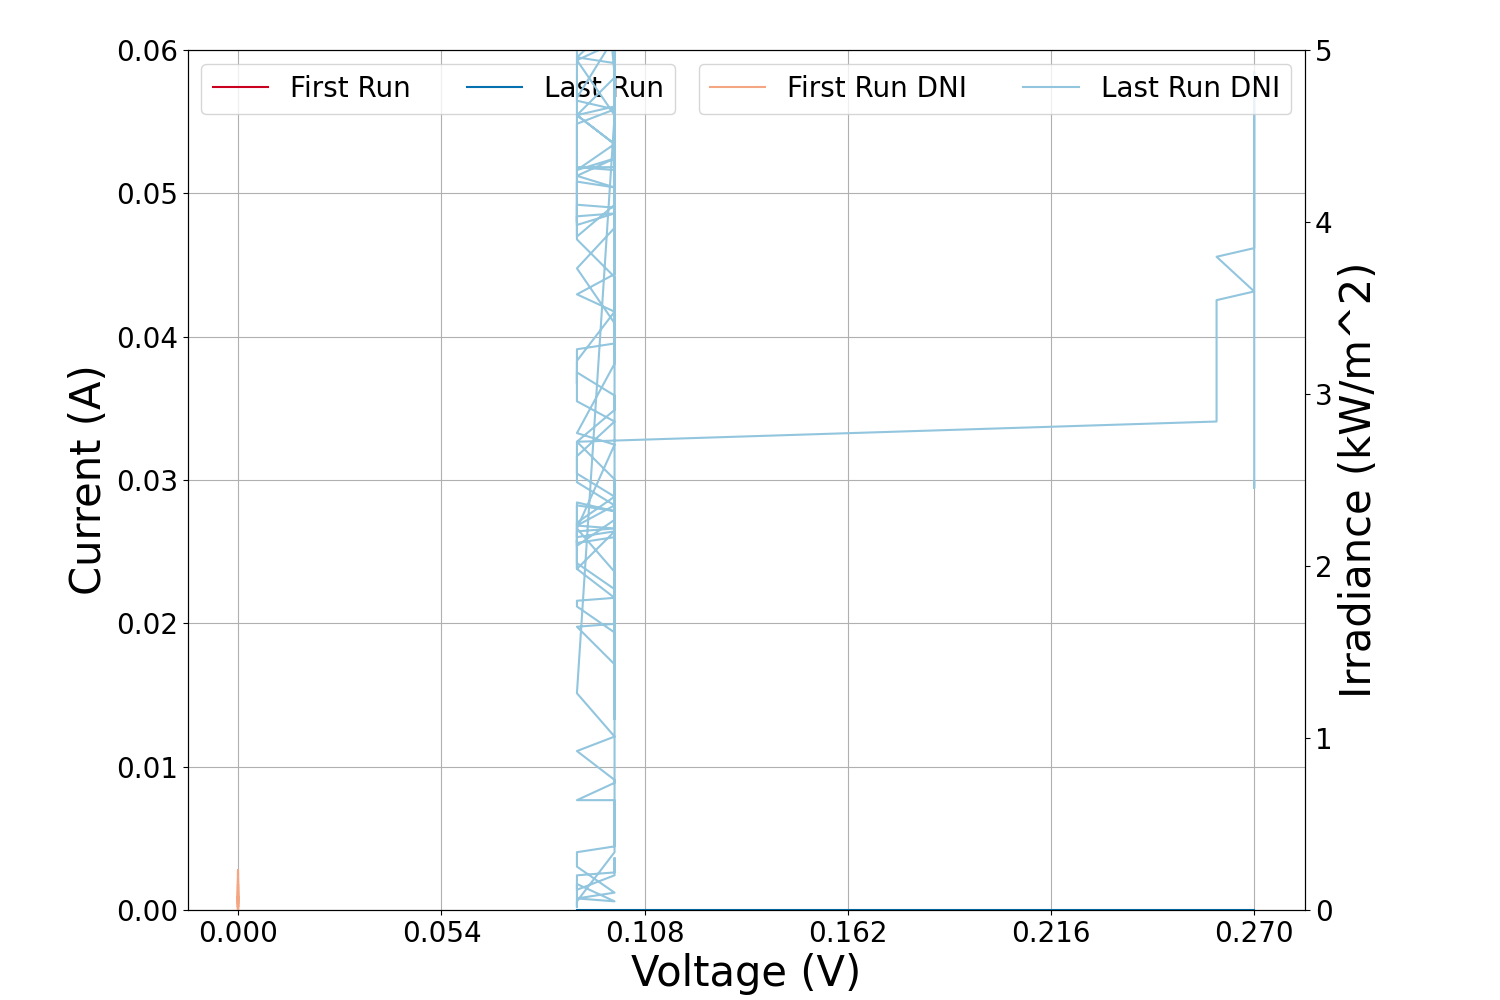 0.06
0.05
0.04
0.03
0.02
0.01
0.00
Current (A)
First Run
Last Run
First Run DNI
Last Run DNI
5
4
3
2
1
0
Irradiance (kW/m^2)
0.000 0.054 0.108 0.162 0.216 0.270
Voltage (V)